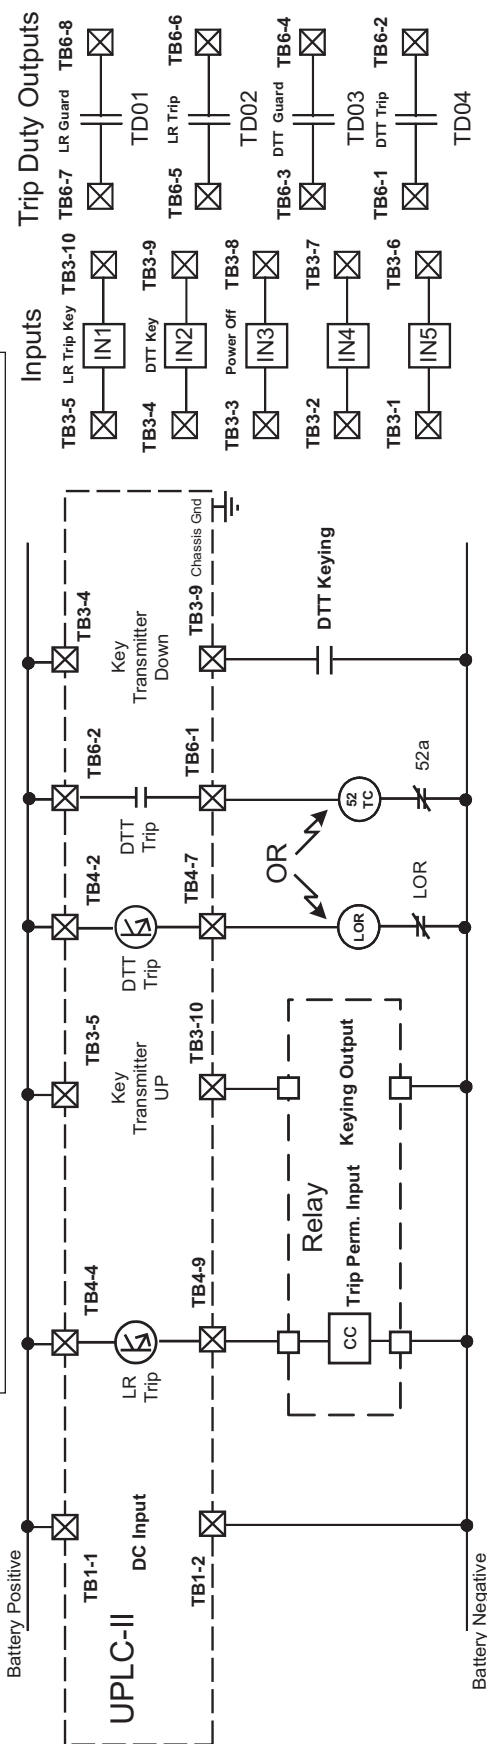 Battery Positive
UPLC-II
TB1-1
DC Input
TB1-2
TB4-4
LR
Trip
TB4-9
TB3-5
Key
Transmitter
UP
TB3-10
TB4-2
DTT
Trip
TB4-7
TB6-2
DTT
Trip
TB6-1
TB3-4
Key
Transmitter
Down
TB3-9
Chassis Gnd
Relay
CC
Trip Perm. Input
Keying Output
OR
LOR
LOR
52
TC
52a
DTT Keying
Battery Negative
Inputs
TB3-5
LR Trip Key
TB3-10
IN1
TB3-4
DTT Key
TB3-9
IN2
TB3-3
Power Off
TB3-8
IN3
TB3-2
TB3-7
IN4
TB3-1
TB3-6
IN5
Trip Duty Outputs
TB6-7
LR Guard
TB6-8
TD01
TB6-5
LR Trip
TB6-6
TD02
TB6-3
DTT Guard
TB6-4
TD03
TB6-1
DTT Trip
TB6-2
TD04